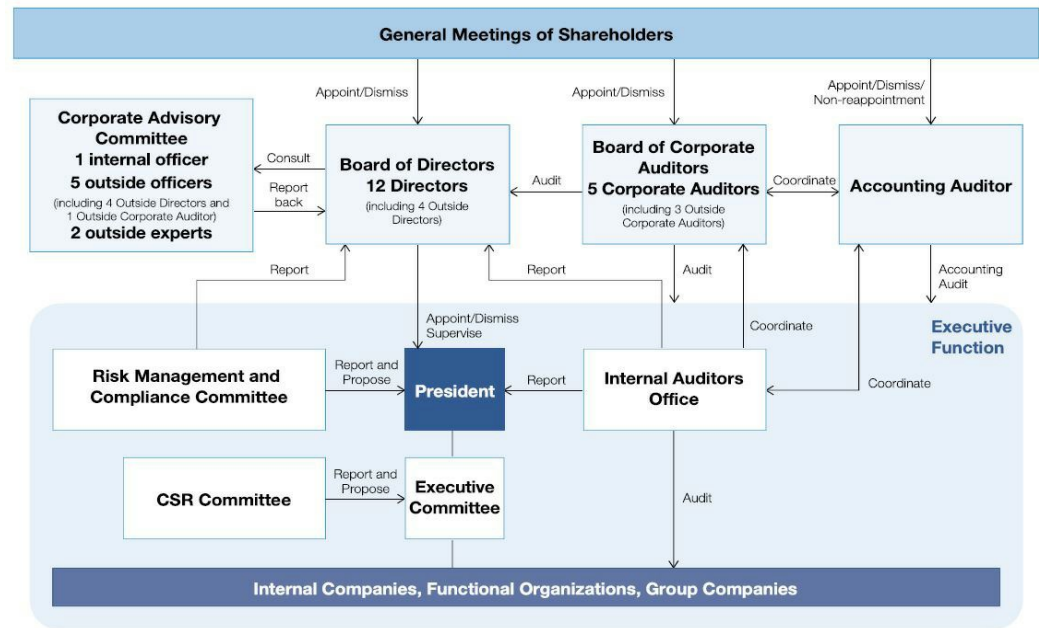 General Meetings of Shareholders
Appoint/Dismiss
Appoint/Dismiss
Appoint/Dismiss/
Non-reappointment
Corporate Advisory
Committee
1 internal officer
5 outside officers
(including 4 Outside Directors and
1 Outside Corporate Auditor)
2 outside experts
Consult
Report
back
Board of Directors
12 Directors
(including 4 Outside
Directors)
Audit
Board of Corporate
Auditors
5 Corporate Auditors
(including 3 Outside
Corporate Auditors)
Coordinate
Accounting Auditor
Report
Report
Audit
Accounting
Audit
Appoint/Dismiss
Supervise
Coordinate
Executive
Function
Risk Management and
Compliance Committee
Report and
Propose
President
Report
Internal Auditors
Office
Coordinate
CSR Committee
Report and
Propose
Executive
Committee
Audit
Internal Companies, Functional Organizations, Group Companies